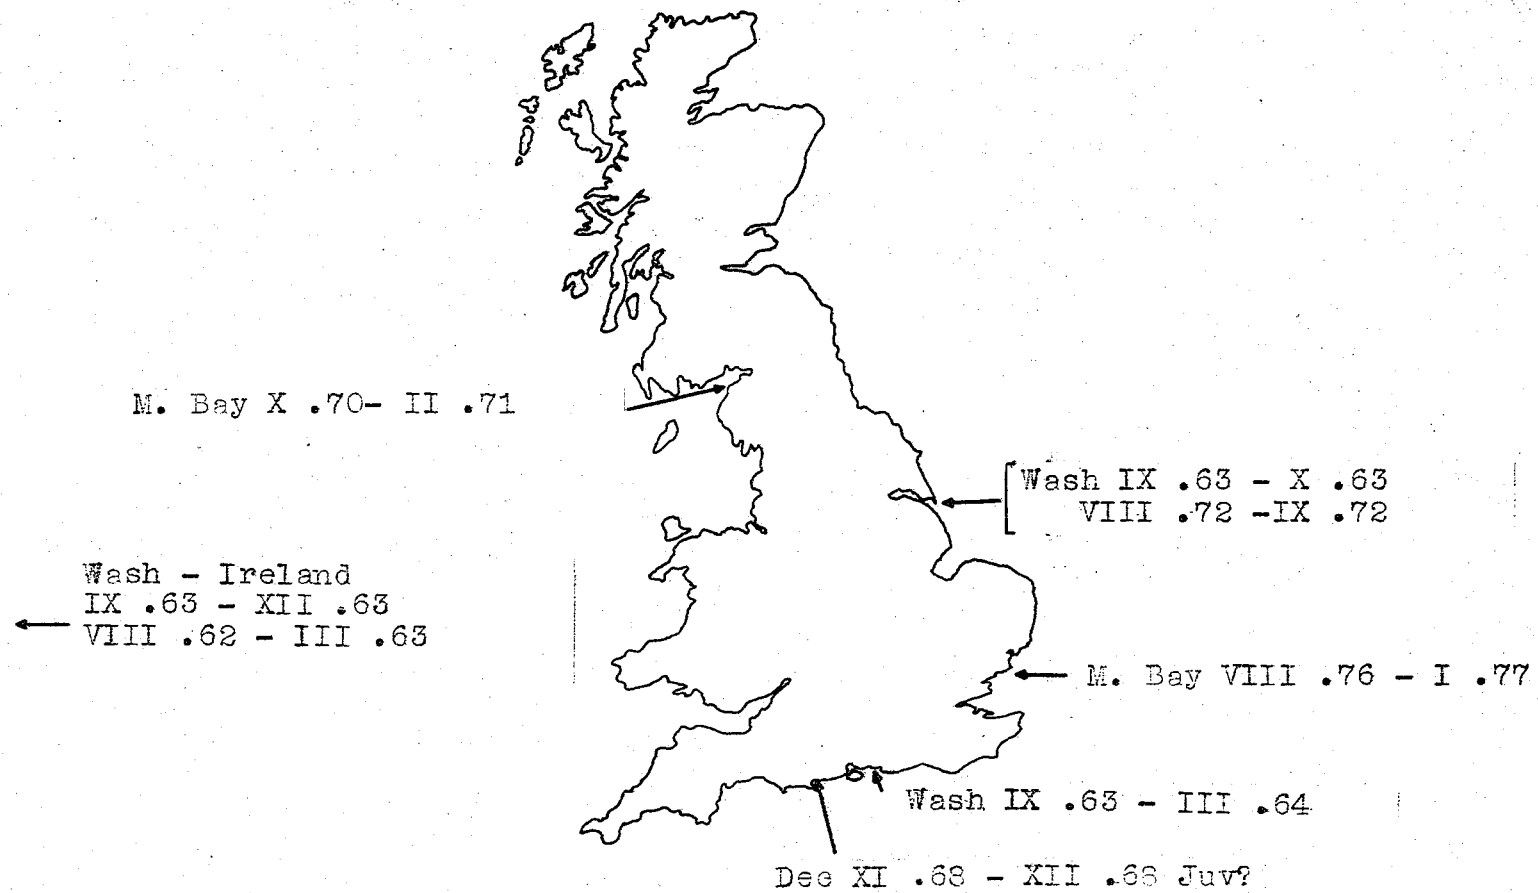 M. Bay X .70- II .71
Wash IX .63 - X .63
VIII .72 -IX .72
Wash - Ireland
IX .63 - XII .63
VIII .62 - III .63
M. Bay VIII .76 - I .77
Wash IX .63 - III .64
Dee XI .68 - XII .68 Juv?